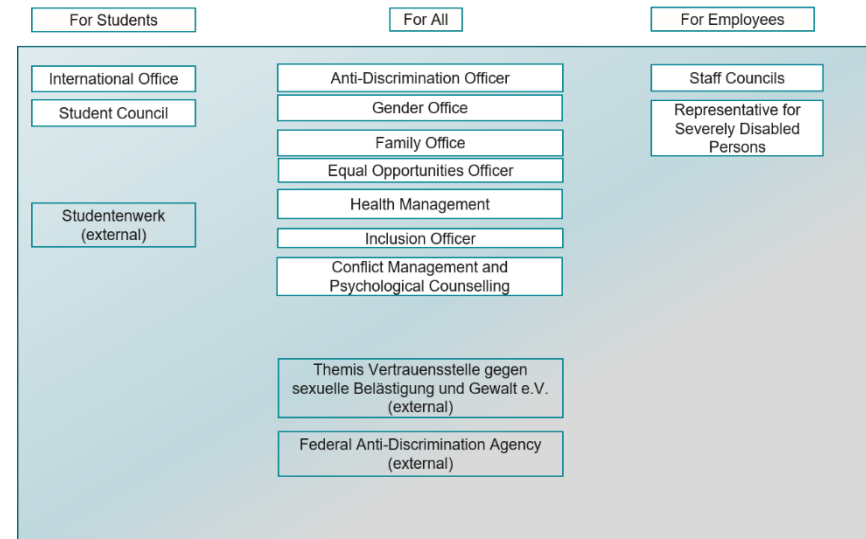 For Students
For All
For Employees
International Office
Student Council
Studentenwerk
(external)
Anti-Discrimination Officer
Gender Office
Family Office
Equal Opportunities Officer
Health Management
Inclusion Officer
Conflict Management and
Psychological Counselling
Themis Vertrauensstelle gegen
sexuelle Belästigung und Gewalt e.V.
(external)
Federal Anti-Discrimination Agency
(external)
Staff Councils
Representative for
Severely Disabled
Persons